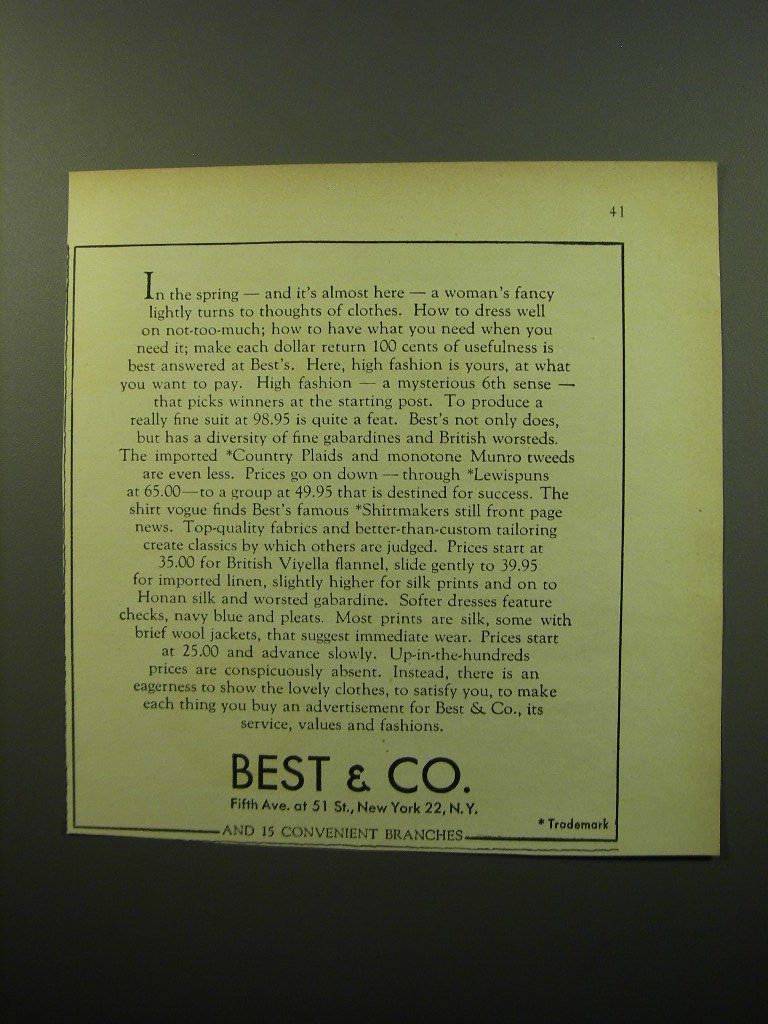 41
In the spring — and it's almost here — a woman's fancy
lightly turns to thoughts of clothes. How to dress well
on not-too-much; how to have what you need when you
need it; make each dollar return 100 cents of usefulness is
best answered at Best's. Here, high fashion is yours, at what
you want to pay. High fashion — a mysterious 6th sense —
that picks winners at the starting post. To produce a
really fine suit at 98.95 is quite a feat. Best's not only does,
but has a diversity of fine gabardines and British worsteds.
The imported *Country Plaids and monotone Munro tweeds
are even less. Prices go on down — through *Lewispuns
at 65.00—to a group at 49.95 that is destined for success. The
shirt vogue finds Best's famous *Shirtmakers still front page
news. Top-quality fabrics and better-than-custom tailoring
create classics by which others are judged. Prices start at
35.00 for British Viyella flannel, slide gently to 39.95
for imported linen, slightly higher for silk prints and on to
Honan silk and worsted gabardine. Softer dresses feature
checks, navy blue and pleats. Most prints are silk, some with
brief wool jackets, that suggest immediate wear. Prices start
at 25.00 and advance slowly. Up-in-the-hundreds
prices are conspicuously absent. Instead, there is an
eagerness to show the lovely clothes, to satisfy you, to make
each thing you buy an advertisement for Best & Co., its
service, values and fashions.
BEST & CO.
Fifth Ave. at 51 St., New York 22, N.Y.
*Trademark
AND 15 CONVENIENT BRANCHES